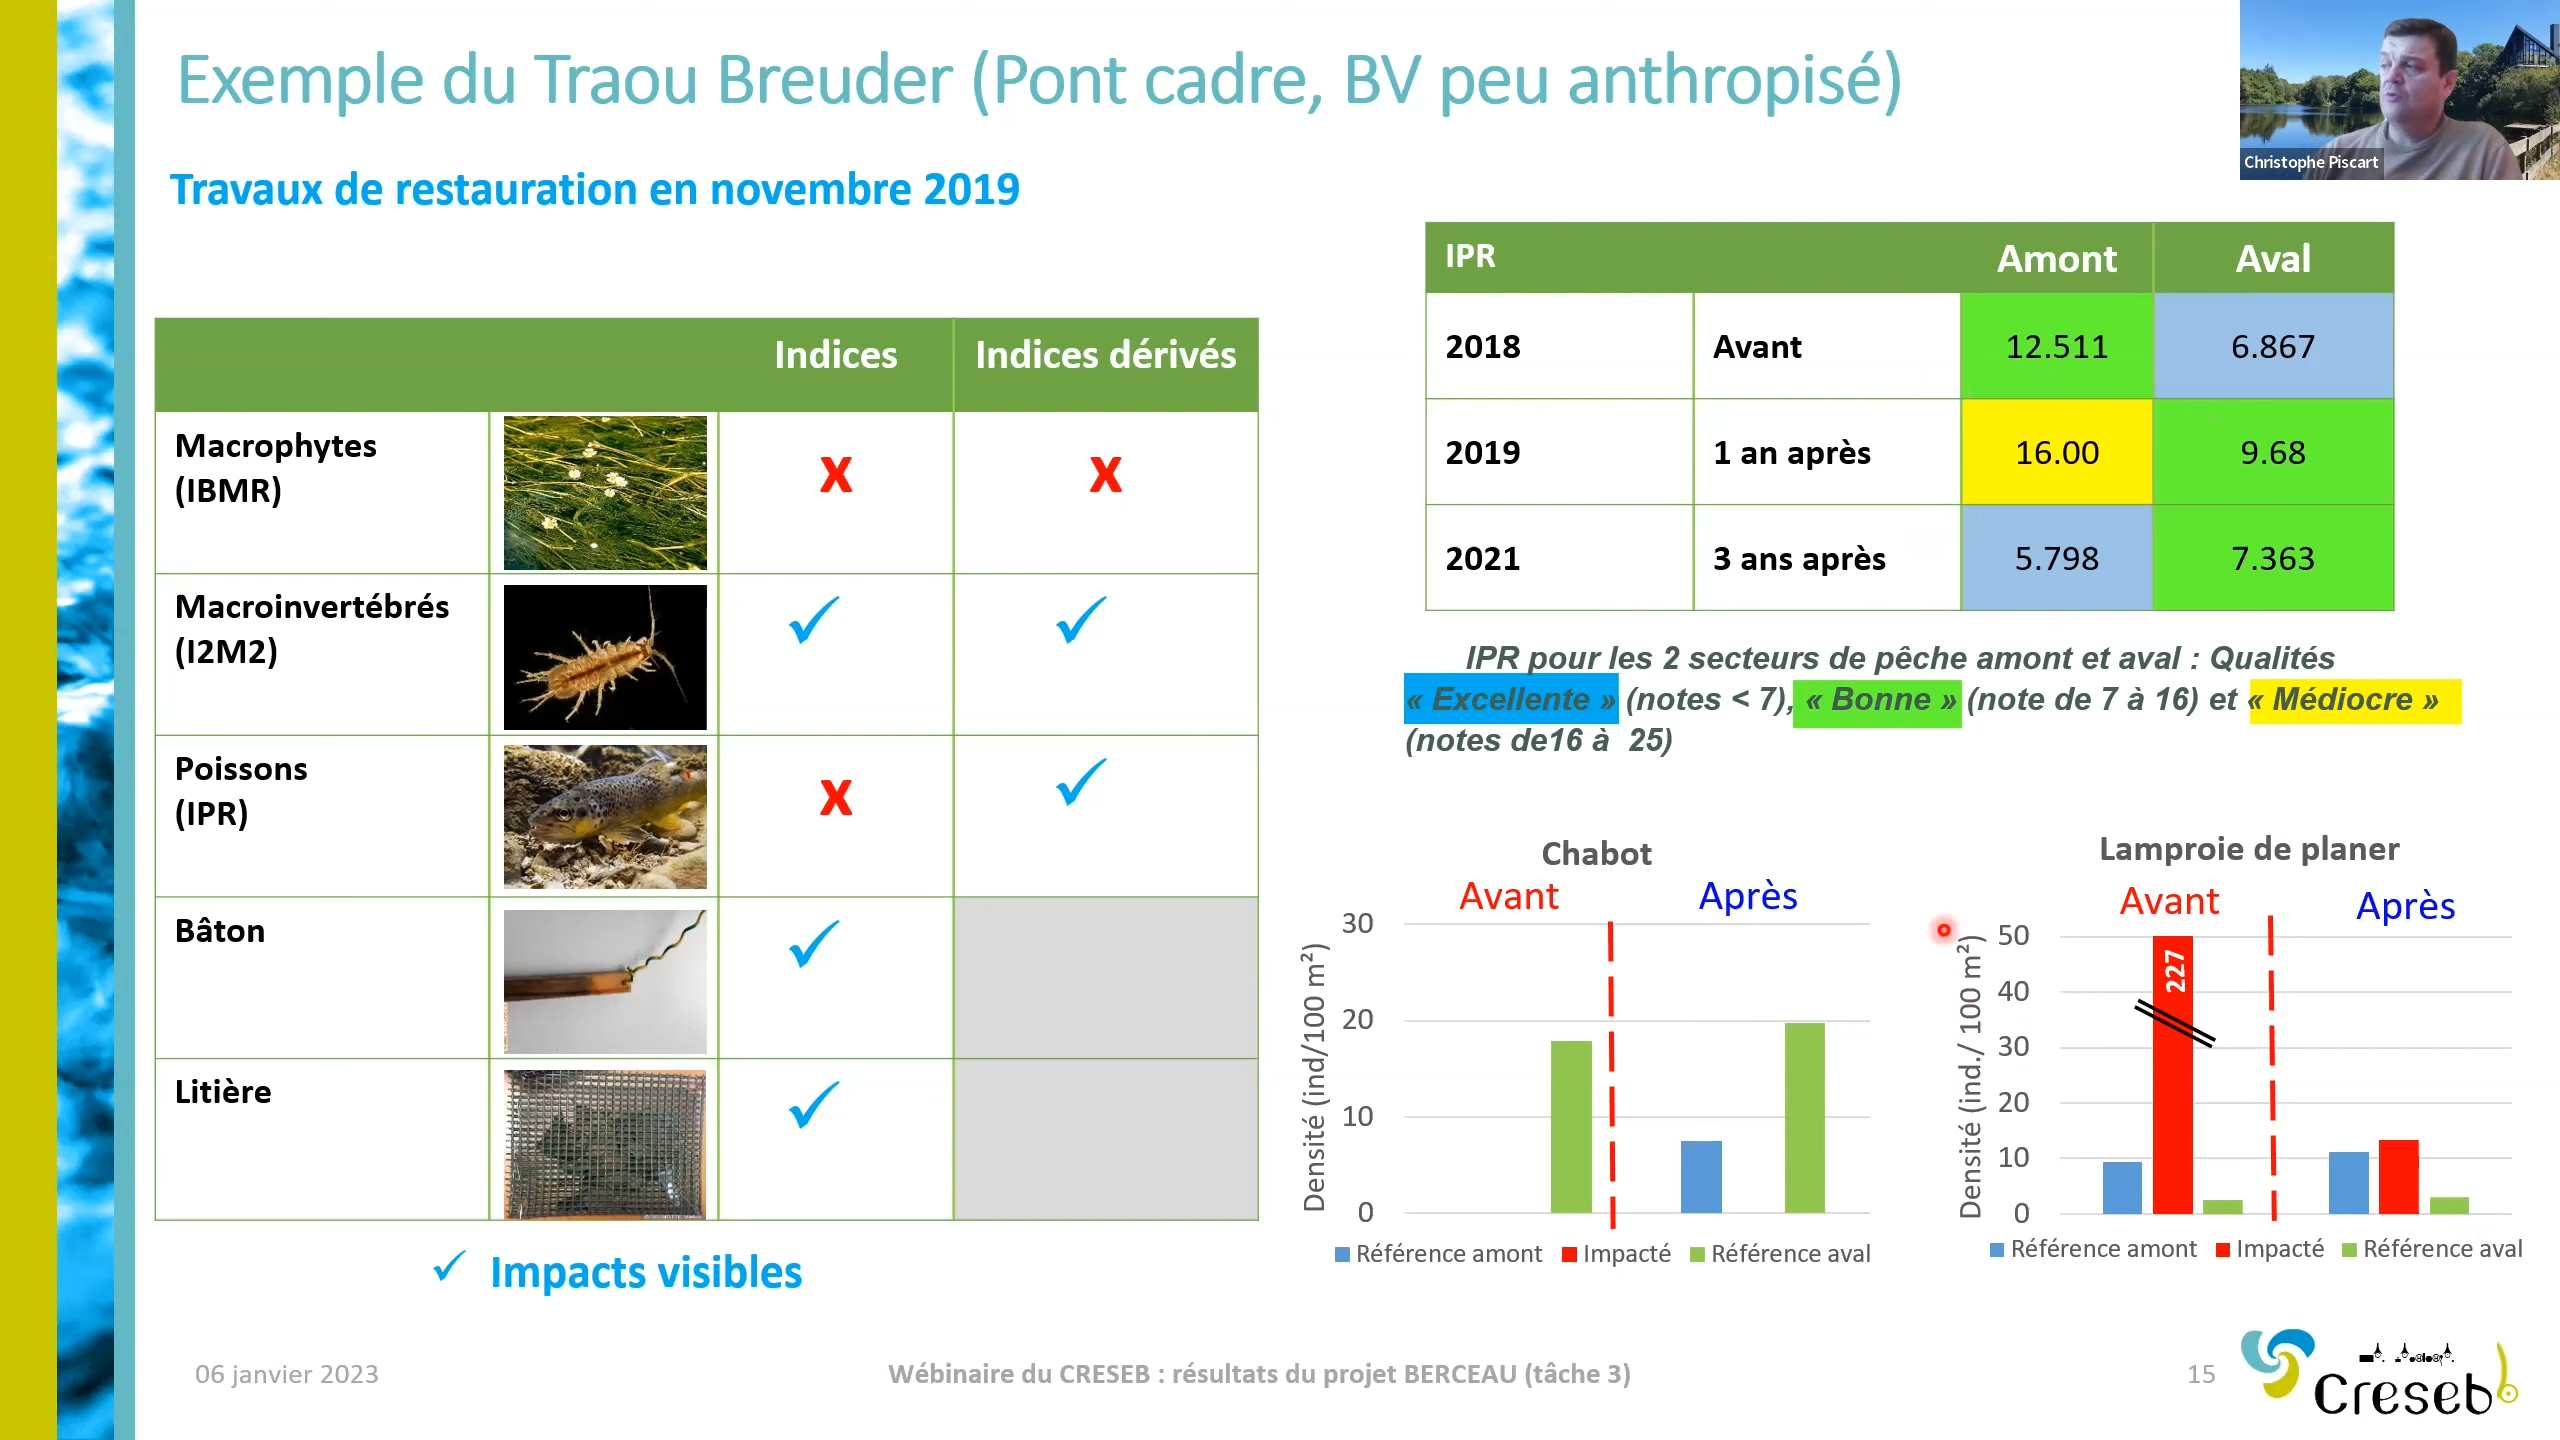 Exemple du Traou Breuder (Pont cadre, BV peu anthropisé)
Christophe Piscart
Travaux de restauration en novembre 2019
Indices
Indices dérivés
Macrophytes
(IBMR)
X
X
Macroinvertébrés
(I2M2)
✓
✓
Poissons
(IPR)
X
✓
Bâton
✓
Litière
✓
✓ Impacts visibles
IPR
Amont
Aval
2018
Avant
12.511
6.867
2019
1 an après
16.00
9.68
2021
3 ans après
5.798
7.363
IPR pour les 2 secteurs de pêche amont et aval : Qualités
« Excellente » (notes < 7), « Bonne » (note de 7 à 16) et « Médiocre »
(notes de16 à 25)
Chabot
Avant
Après
Densité (ind/100 m²)
30
20
10
0
Référence amont
Impacté
Référence aval
Lamproie de planer
Avant
Après
Densité (ind./ 100 m²)
50
40
30
20
10
0
227
Référence amont
Impacté
Référence aval
06 janvier 2023
Wébinaire du CRESEB : résultats du projet BERCEAU (tâche 3)
15
Creseb